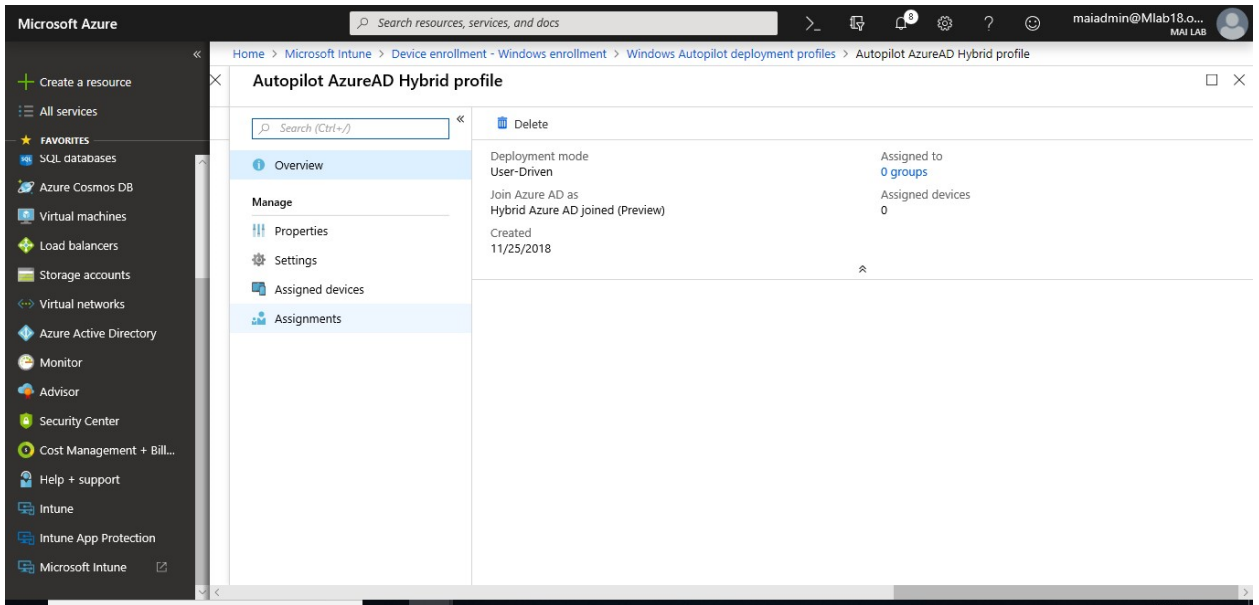 Microsoft Azure
Search resources, services, and docs
8
maiadmin@Mlab18.o...
MAI LAB
Home > Microsoft Intune > Device enrollment - Windows enrollment > Windows Autopilot deployment profiles > Autopilot AzureAD Hybrid profile
Create a resource
All services
FAVORITES
SQL databases
Azure Cosmos DB
Virtual machines
Load balancers
Storage accounts
Virtual networks
Azure Active Directory
Monitor
Advisor
Security Center
Cost Management + Bill...
Help + support
Intune
Intune App Protection
Microsoft Intune
Autopilot AzureAD Hybrid profile
Search (Ctrl+/)
Overview
Manage
Properties
Settings
Assigned devices
Assignments
Delete
Deployment mode
User-Driven
Join Azure AD as
Hybrid Azure AD joined (Preview)
Created
11/25/2018
Assigned to
0 groups
Assigned devices
0